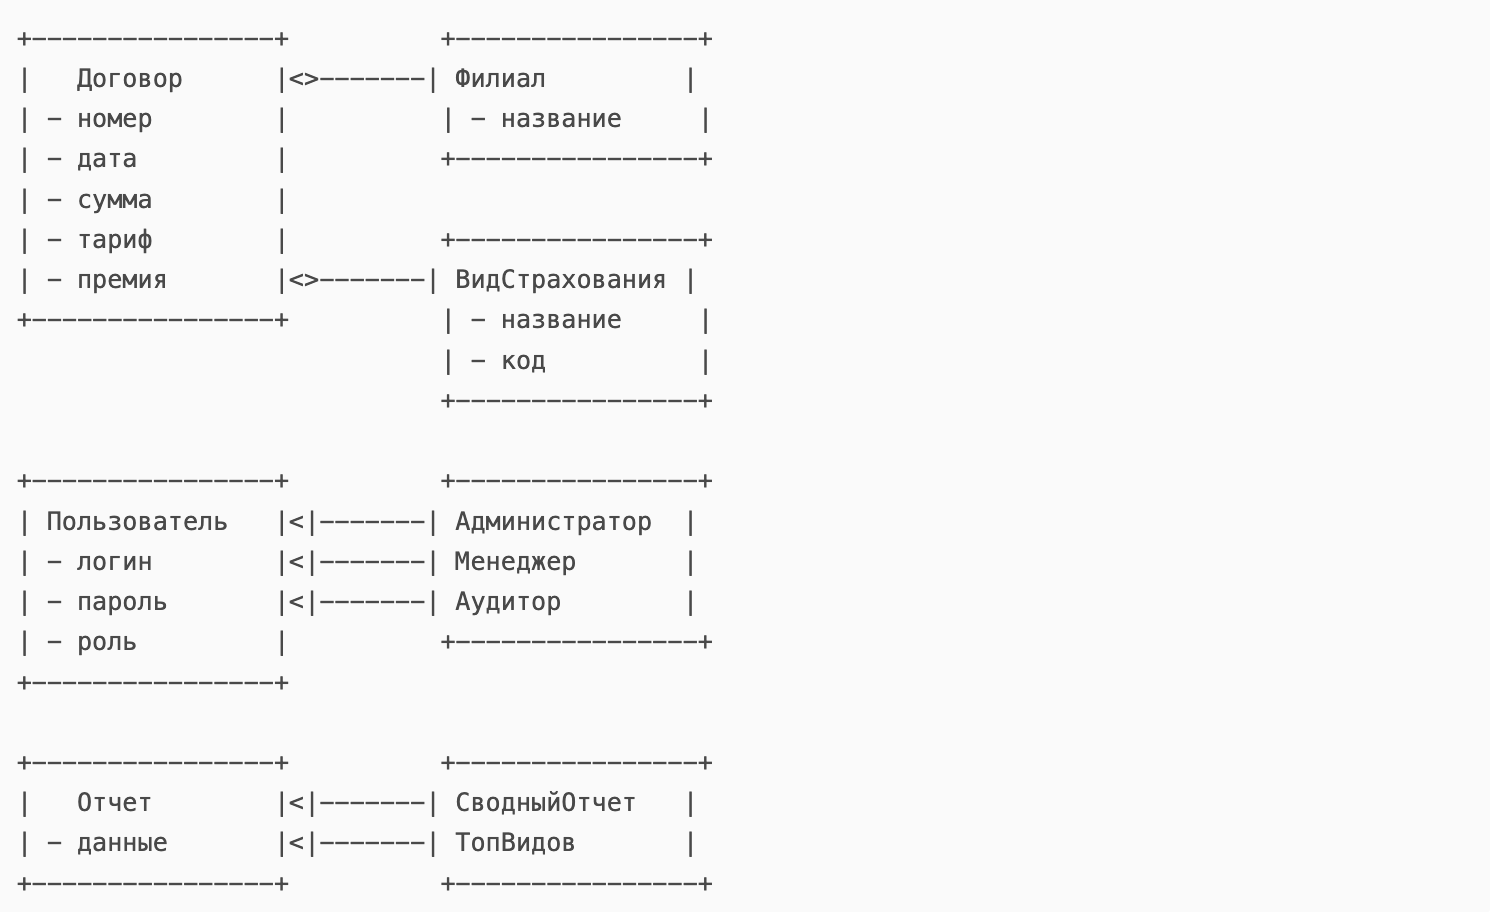 +----------------+          +----------------+
|   Договор      |<>-------| Филиал         |
| - номер        |          | - название     |
| - дата         |          +----------------+
| - сумма        |
| - тариф        |          +----------------+
| - премия       |<>-------| ВидСтрахования |
+----------------+          | - название     |
                            | - код          |
                            +----------------+
+----------------+          +----------------+
| Пользователь   |<|-------| Администратор  |
| - логин        |<|-------| Менеджер       |
| - пароль       |<|-------| Аудитор        |
| - роль         |          +----------------+
+----------------+
+----------------+          +----------------+
|   Отчет        |<|-------| СводныйОтчет   |
| - данные       |<|-------| ТопВидов       |
+----------------+          +----------------+